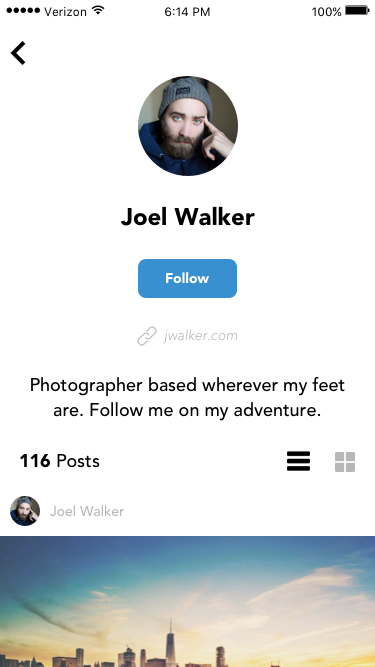 Verizon 6:14 PM 100%
Joel Walker
Follow
jwalker.com
Photographer based wherever my feet
are. Follow me on my adventure.
116 Posts
Joel Walker